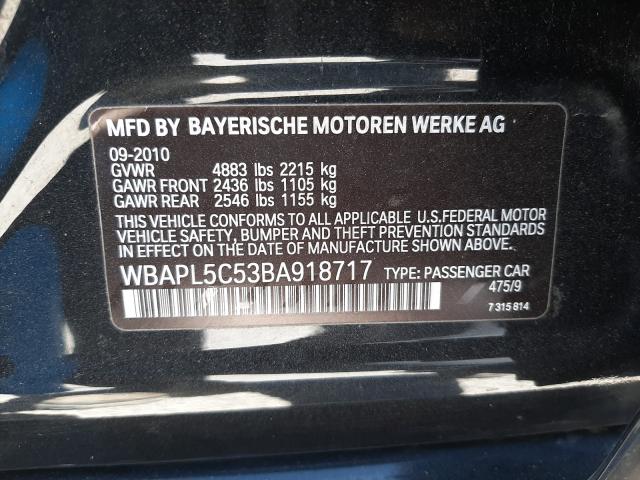 MFD BY BAYERISCHE MOTOREN WERKE AG
09-2010
GVWR 4883 lbs 2215 kg
GAWR FRONT 2436 lbs 1105 kg
GAWR REAR 2546 lbs 1155 kg
THIS VEHICLE CONFORMS TO ALL APPLICABLE U.S.FEDERAL MOTOR
VEHICLE SAFETY, BUMPER AND THEFT PREVENTION STANDARDS
IN EFFECT ON THE DATE OF MANUFACTURE SHOWN ABOVE.
WBAPL5C53BA918717 TYPE: PASSENGER CAR
475/9
7 315 814